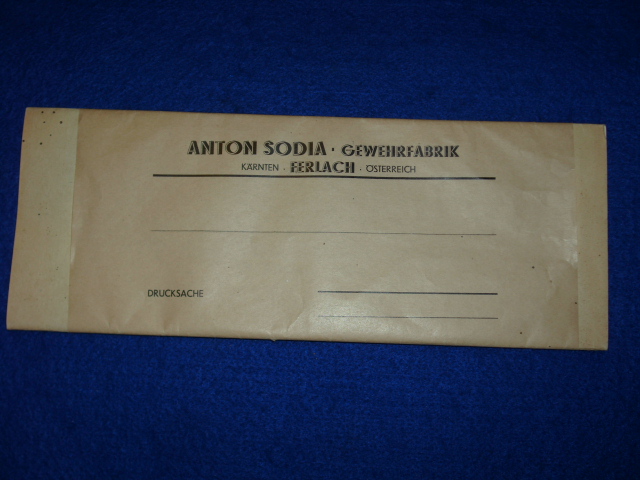 ANTON SODIA · GEWEHRFABRIK
KÄRNTEN · FERLACH · ÖSTERREICH
DRUCKSACHE